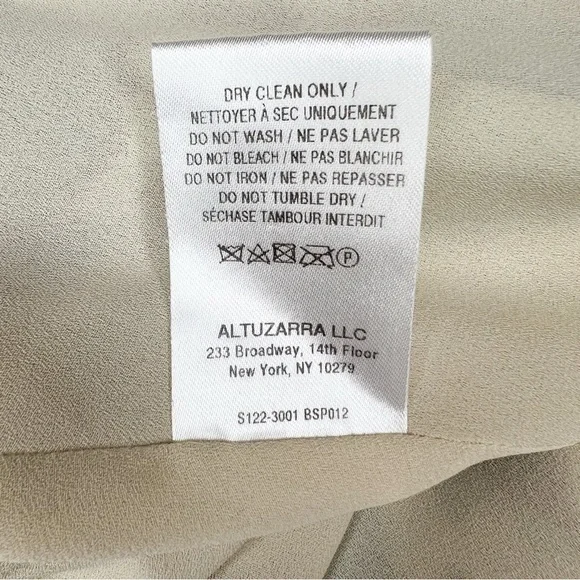 DRY CLEAN ONLY /
NETTOYER À SEC UNIQUEMENT
DO NOT WASH / NE PAS LAVER
DO NOT BLEACH / NE PAS BLANCHIR
DO NOT IRON / NE PAS REPASSER
DO NOT TUMBLE DRY /
SÉCHASE TAMBOUR INTERDIT
P
ALTUZARRA LLC
233 Broadway, 14th Floor
New York, NY 10279
S122-3001 BSP012